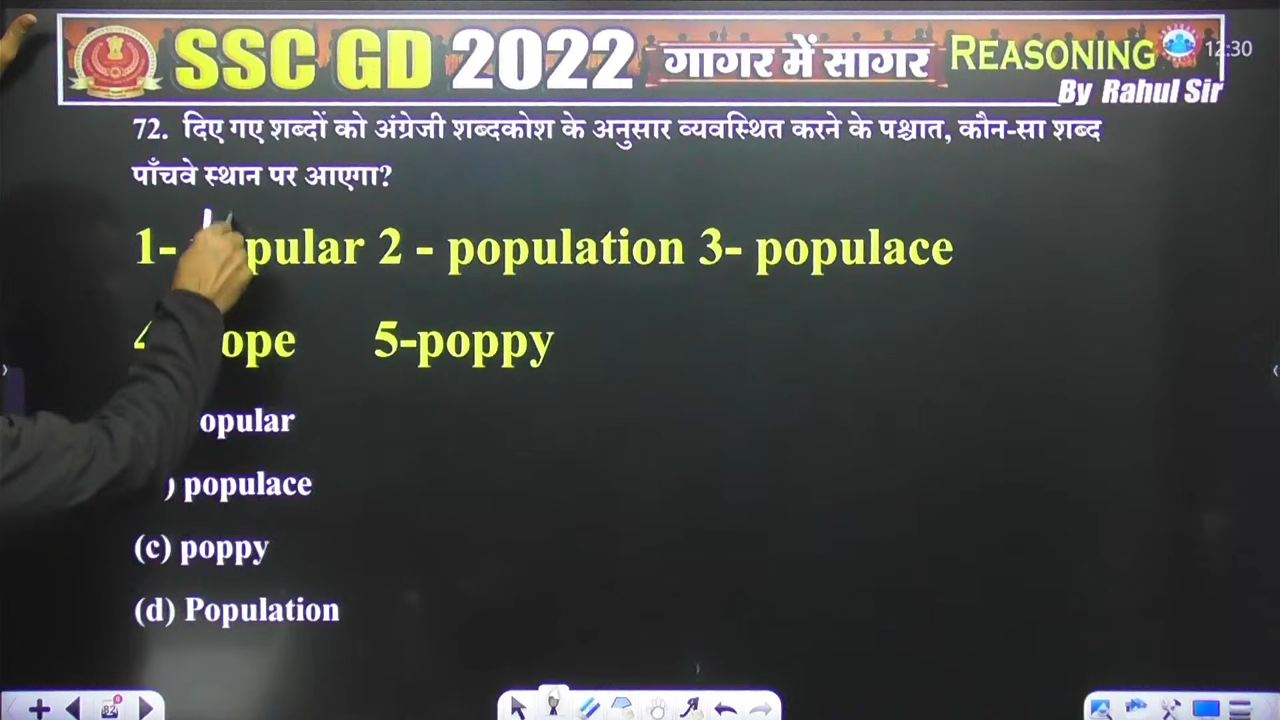 SSC GD 2022 गागर में सागर REASONING 12:30
By Rahul Sir
72. दिए गए शब्दों को अंग्रेजी शब्दकोश के अनुसार व्यवस्थित करने के पश्चात, कौन-सा शब्द
पाँचवे स्थान पर आएगा?
1- pular 2 - population 3- populace
ope 5-poppy
opular
) populace
(c) poppy
(d) Population
82